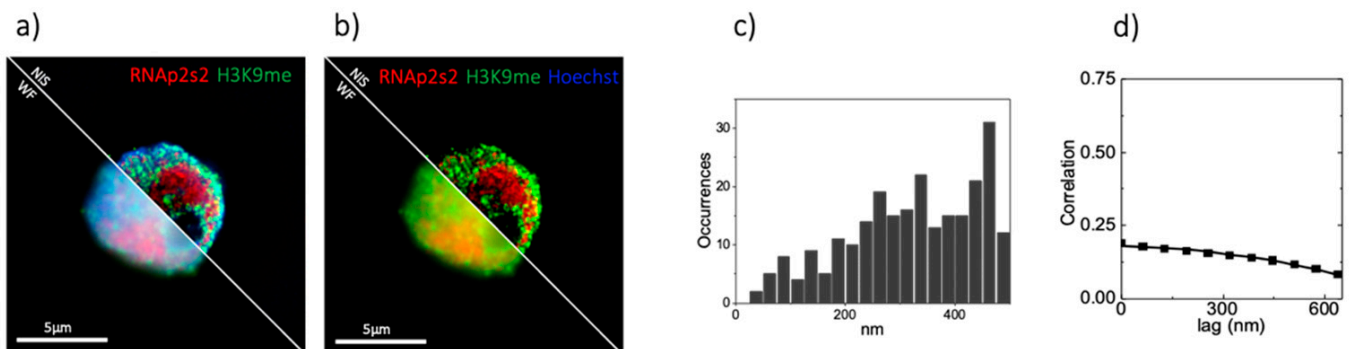 a)
b)
c)
d)
NIS
WF
RNAp2s2 H3K9me
5μm
NIS
WF
RNAp2s2 H3K9me Hoechst
5μm
Occurrences
30
20
10
0
0
200
400
nm
Correlation
0.75
0.50
0.25
0.00
0
300
600
lag (nm)